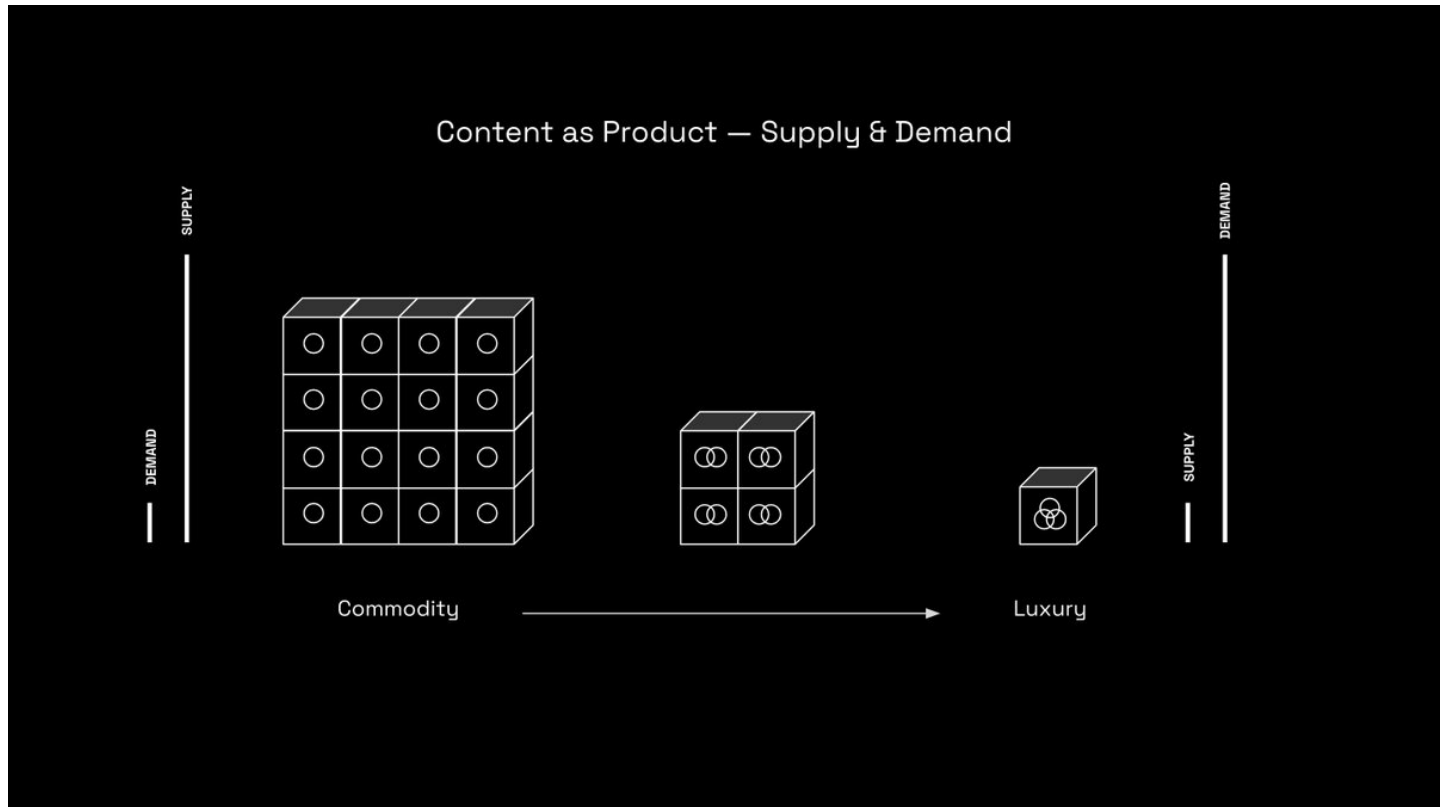 Content as Product — Supply & Demand
SUPPLY
DEMAND
DEMAND
SUPPLY
Commodity
Luxury